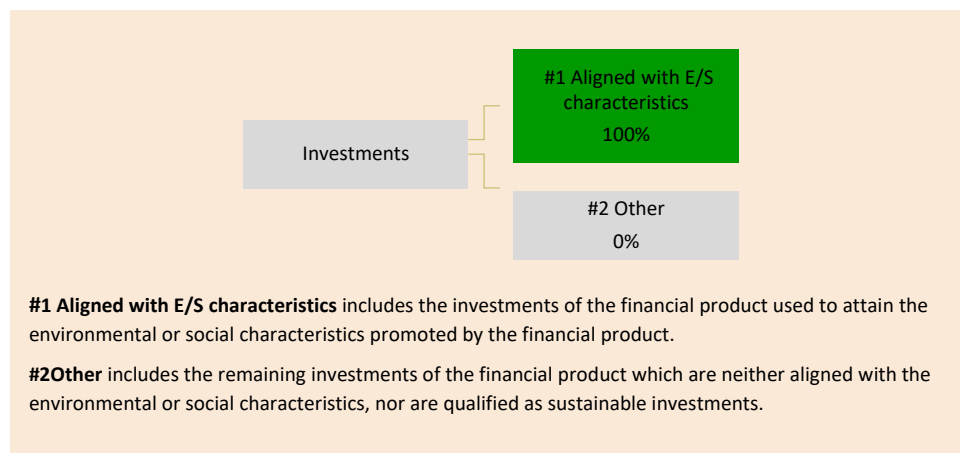 #1 Aligned with E/S
characteristics
100%
Investments
#2 Other
0%
#1 Aligned with E/S characteristics includes the investments of the financial product used to attain the
environmental or social characteristics promoted by the financial product.
#2Other includes the remaining investments of the financial product which are neither aligned with the
environmental or social characteristics, nor are qualified as sustainable investments.